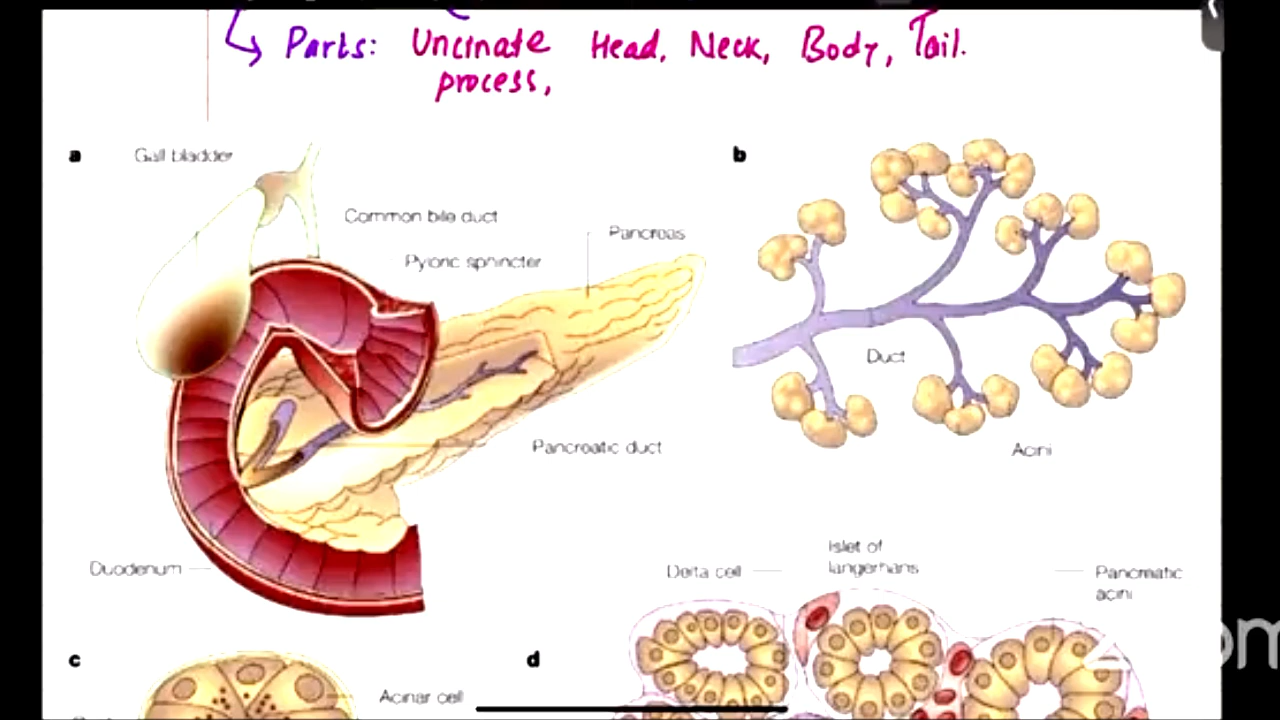 Parts: Uncinate Head, Neck, Body, Tail.
process,
a
Gall bladder
Common bile duct
Pyloric sphincter
Pancreas
Pancreatic duct
Duodenum
b
Duct
Acini
c
Acinar cell
d
Delta cell
Islet of
langerhans
Pancreatic
acini